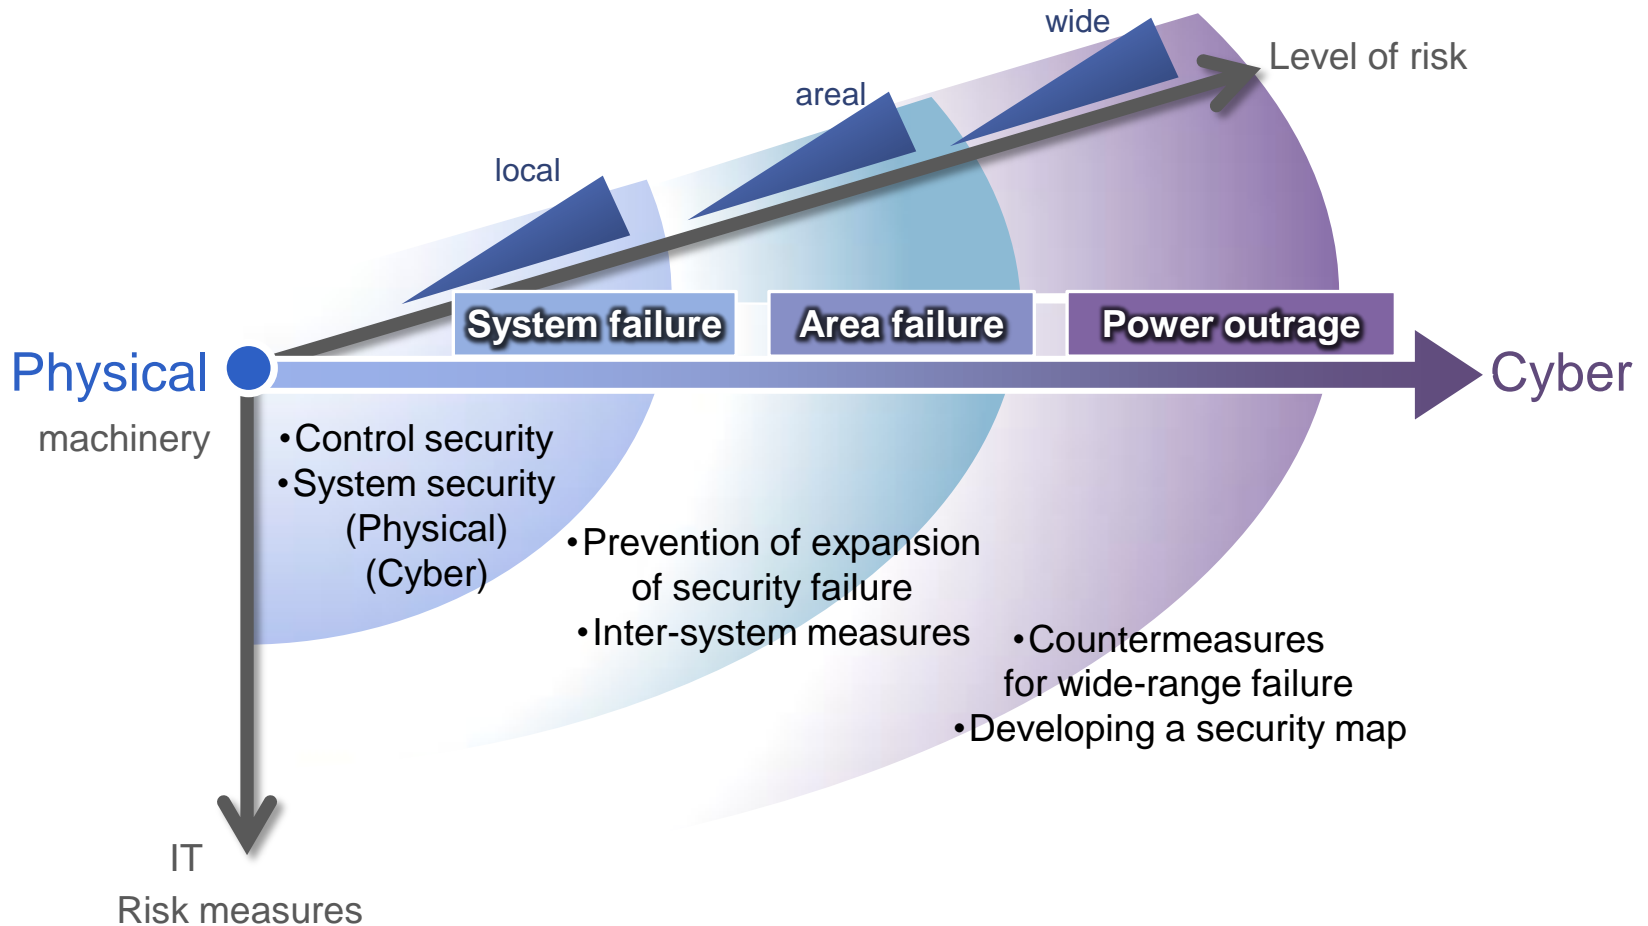 wide
Level of risk
areal
local
System failure
Area failure
Power outrage
Physical
Cyber
machinery
•Control security
•System security
(Physical)
(Cyber)
•Prevention of expansion
of security failure
•Inter-system measures
•Countermeasures
for wide-range failure
•Developing a security map
IT
Risk measures